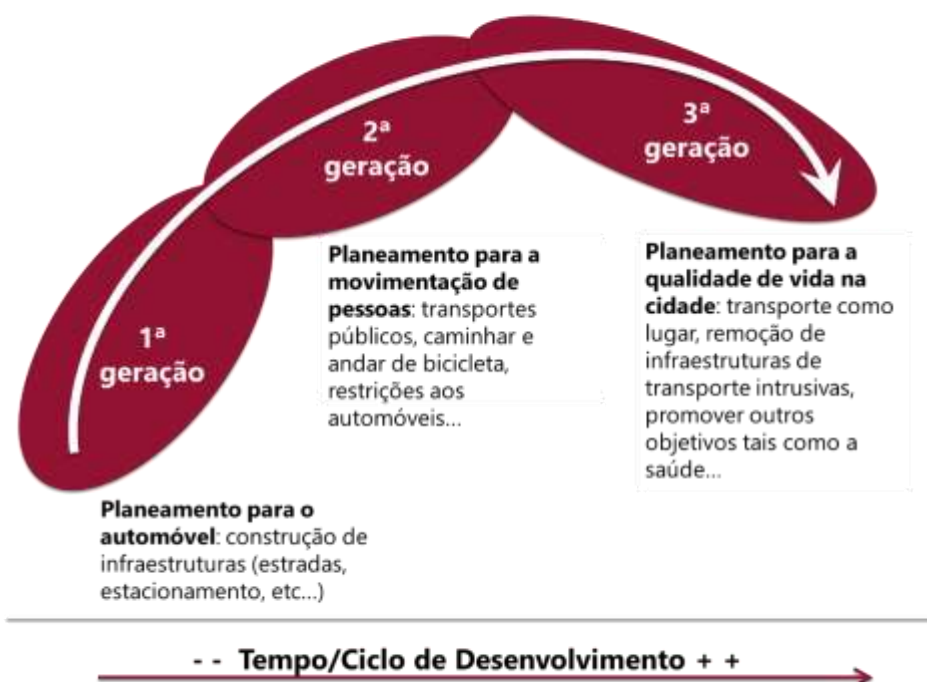 1ª
geração
Planeamento para o
automóvel: construção de
infraestruturas (estradas,
estacionamento, etc...)
2ª
geração
Planeamento para a
movimentação de
pessoas: transportes
públicos, caminhar e
andar de bicicleta,
restrições aos
automóveis...
3ª
geração
Planeamento para a
qualidade de vida na
cidade: transporte como
lugar, remoção de
infraestruturas de
transporte intrusivas,
promover outros
objetivos tais como a
saúde...
- - Tempo/Ciclo de Desenvolvimento + +